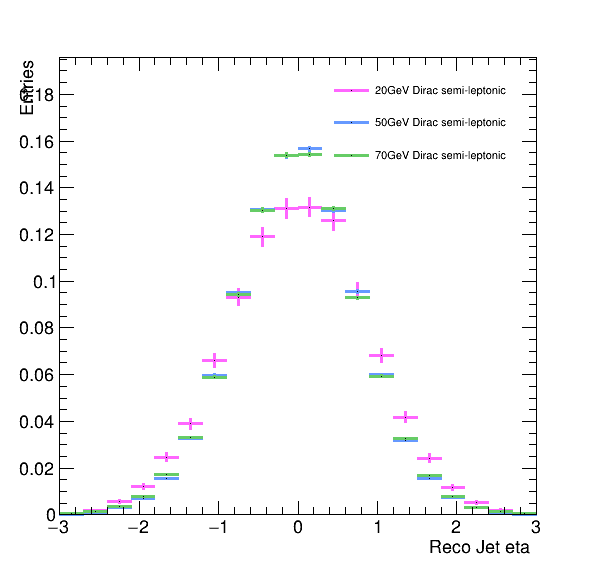 Entries
0.18
0.16
0.14
0.12
0.1
0.08
0.06
0.04
0.02
0
20GeV Dirac semi-leptonic
50GeV Dirac semi-leptonic
70GeV Dirac semi-leptonic
−3 −2 −1 0 1 2 3
Reco Jet eta